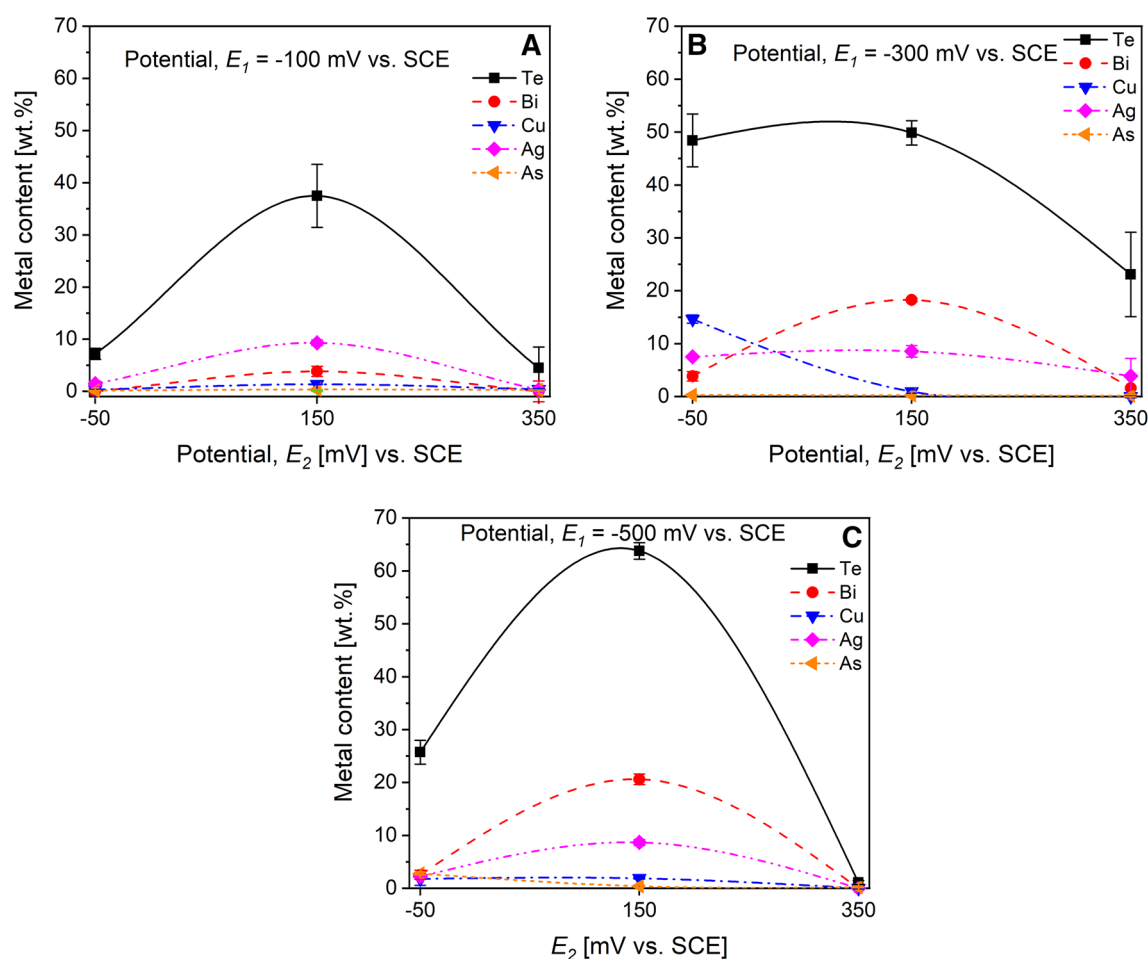 A
Potential, E1 = -100 mV vs. SCE
Te
Bi
Cu
Ag
As
70
60
50
40
30
20
10
0
Metal content [wt.%]
-50
150
350
Potential, E2 [mV] vs. SCE
B
Potential, E1 = -300 mV vs. SCE
Te
Bi
Cu
Ag
As
70
60
50
40
30
20
10
0
Metal content [wt.%]
-50
150
350
Potential, E2 [mV vs. SCE]
C
Potential, E1 = -500 mV vs. SCE
Te
Bi
Cu
Ag
As
70
60
50
40
30
20
10
0
Metal content [wt.%]
-50
150
350
E2 [mV vs. SCE]